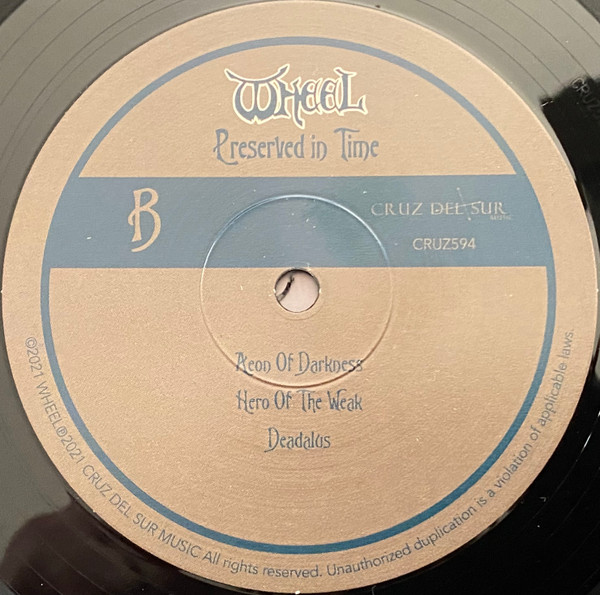 WHEEL
Preserved in Time
B
CRUZ DEL SUR
MUSIC
CRUZ594
Aeon Of Darkness
Hero Of The Weak
Deadalus
©2021 WHEEL℗2021 CRUZ DEL SUR MUSIC All rights reserved. Unauthorized duplication is a violation of applicable laws.